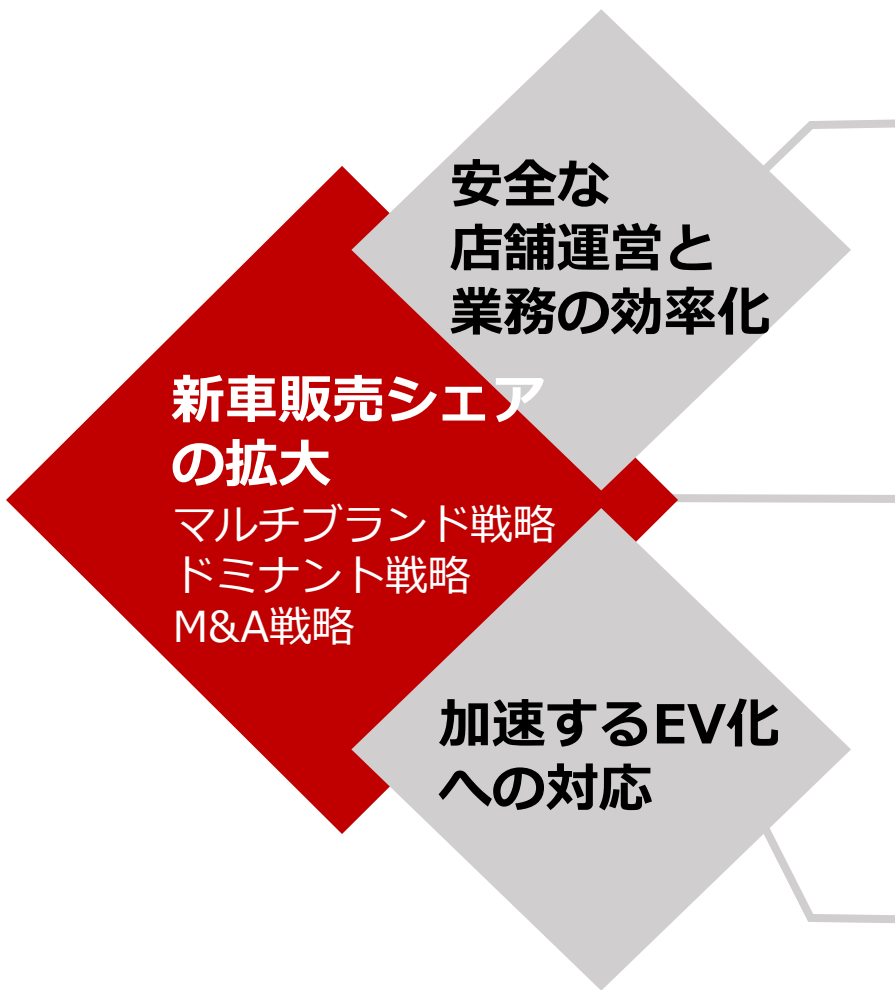 安全な
店舗運営と
業務の効率化
新車販売シェア
の拡大
マルチブランド戦略
ドミナント戦略
M&A戦略
加速するEV化
への対応